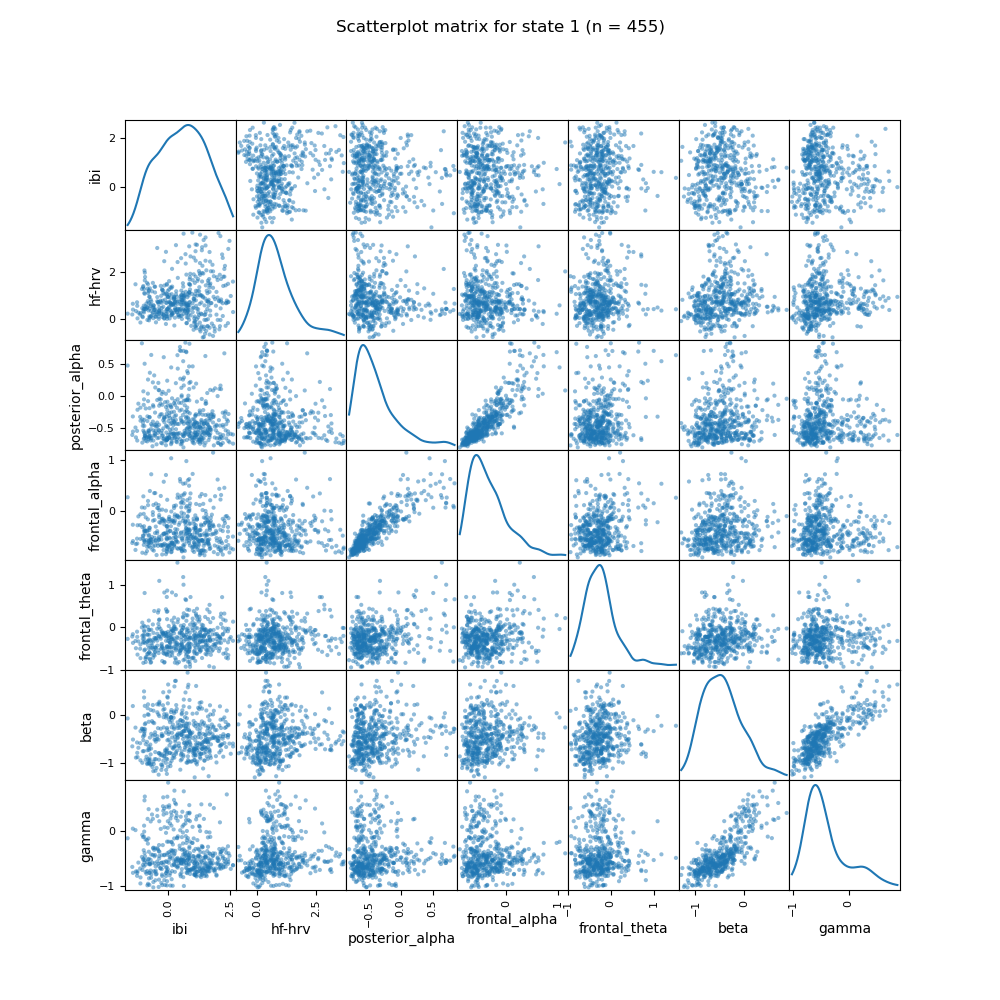 Scatterplot matrix for state 1 (n = 455)
ibi
2
0
hf-hrv
2
0
posterior_alpha
0.5
0.0
−0.5
frontal_alpha
1
0
frontal_theta
1
0
−1
beta
0
−1
gamma
0
−1
0.0 2.5 0.0 2.5 −0.5 0.0 0.5 0 1 −1 0 1 −1 0 −1 0
ibi hf-hrv posterior_alpha frontal_alpha frontal_theta beta gamma